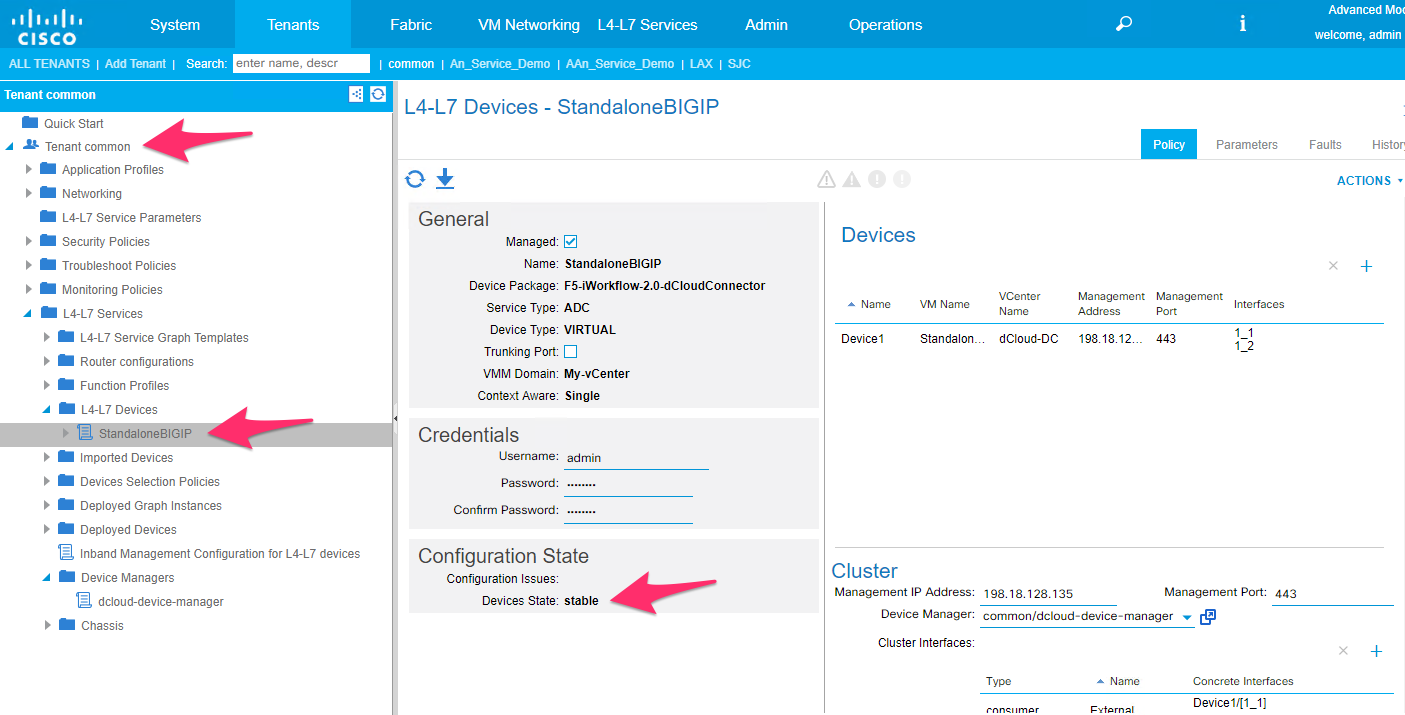 Advanced Mod
CISCO
System
Tenants
Fabric
VM Networking
L4-L7 Services
Admin
Operations
welcome, admin
ALL TENANTS | Add Tenant | Search: enter name, descr | common | An_Service_Demo | AAn_Service_Demo | LAX | SJC
Tenant common
Quick Start
Tenant common
Application Profiles
Networking
L4-L7 Service Parameters
Security Policies
Troubleshoot Policies
Monitoring Policies
L4-L7 Services
L4-L7 Service Graph Templates
Router configurations
Function Profiles
L4-L7 Devices
StandaloneBIGIP
Imported Devices
Devices Selection Policies
Deployed Graph Instances
Deployed Devices
Inband Management Configuration for L4-L7 devices
Device Managers
dcloud-device-manager
Chassis
L4-L7 Devices - StandaloneBIGIP
Policy
Parameters
Faults
History
ACTIONS
General
Managed:
Name: StandaloneBIGIP
Device Package: F5-iWorkflow-2.0-dCloudConnector
Service Type: ADC
Device Type: VIRTUAL
Trunking Port:
VMM Domain: My-vCenter
Context Aware: Single
Credentials
Username: admin
Password: ••••••••
Confirm Password: ••••••••
Configuration State
Configuration Issues:
Devices State: stable
Devices
Name
VM Name
VCenter Name
Management Address
Management Port
Interfaces
Device1
Standalon...
dCloud-DC
198.18.12...
443
1_1
1_2
Cluster
Management IP Address: 198.18.128.135
Management Port: 443
Device Manager: common/dcloud-device-manager
Cluster Interfaces:
Type
Name
Concrete Interfaces
consumer
External
Device1/[1_1]